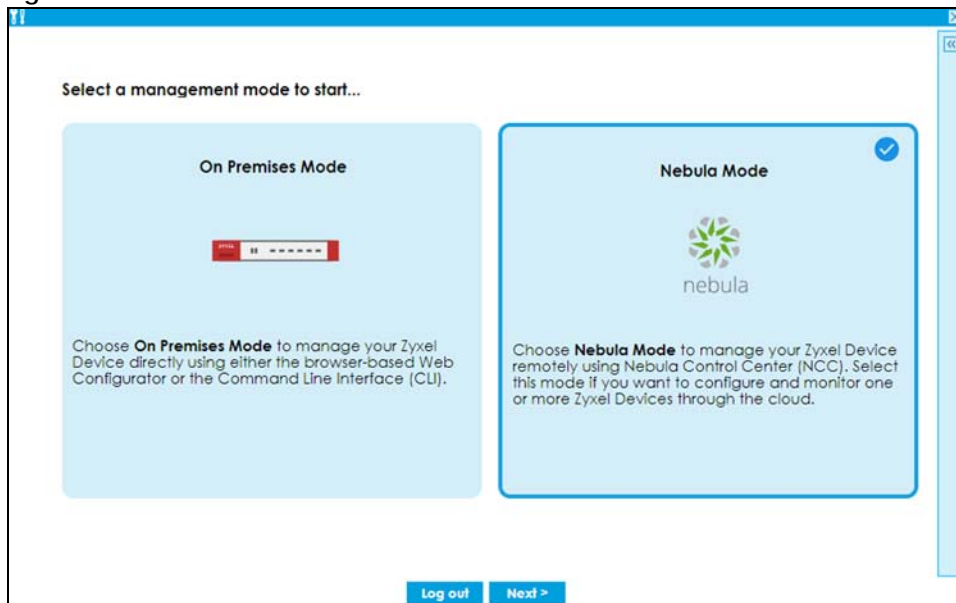 Select a management mode to start...
On Premises Mode
Choose On Premises Mode to manage your Zyxel
Device directly using either the browser-based Web
Configurator or the Command Line Interface (CLI).
Nebula Mode
nebula
Choose Nebula Mode to manage your Zyxel Device
remotely using Nebula Control Center (NCC). Select
this mode if you want to configure and monitor one
or more Zyxel Devices through the cloud.
Log out
Next >